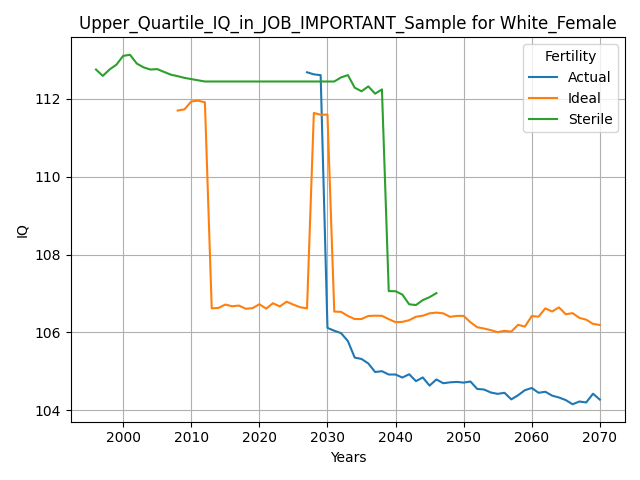 Upper_Quartile_IQ_in_JOB_IMPORTANT_Sample for White_Female
Fertility
Actual
Ideal
Sterile
IQ
112
110
108
106
104
2000
2010
2020
2030
2040
2050
2060
2070
Years